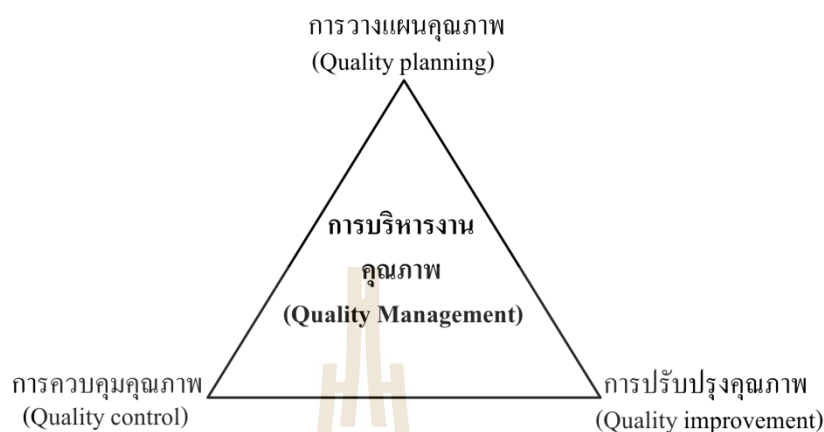 การวางแผนคุณภาพ
(Quality planning)
การบริหารงาน
คุณภาพ
(Quality Management)
การควบคุมคุณภาพ
(Quality control)
การปรับปรุงคุณภาพ
(Quality improvement)